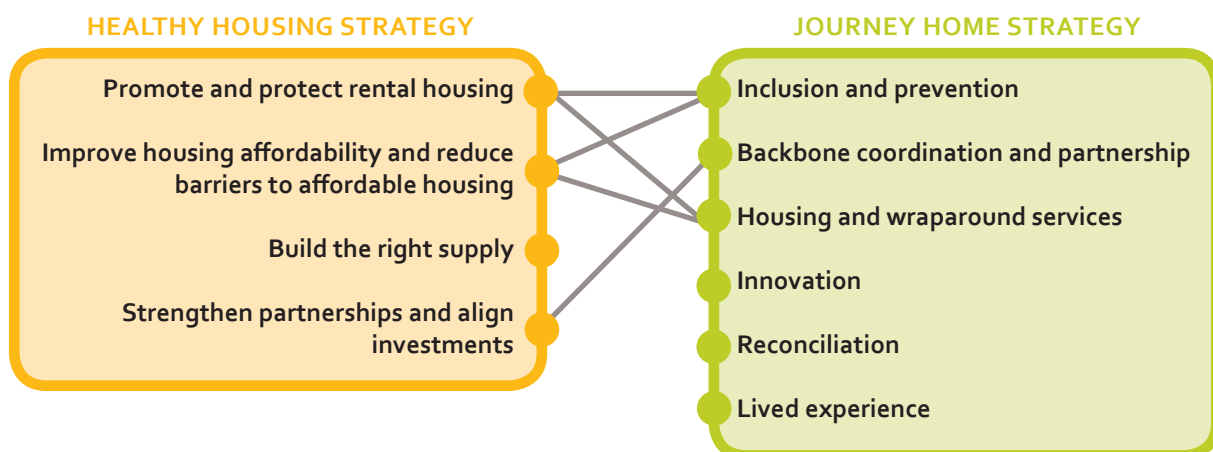 HEALTHY HOUSING STRATEGY
Promote and protect rental housing
Improve housing affordability and reduce
barriers to affordable housing
Build the right supply
Strengthen partnerships and align
investments
JOURNEY HOME STRATEGY
Inclusion and prevention
Backbone coordination and partnership
Housing and wraparound services
Innovation
Reconciliation
Lived experience